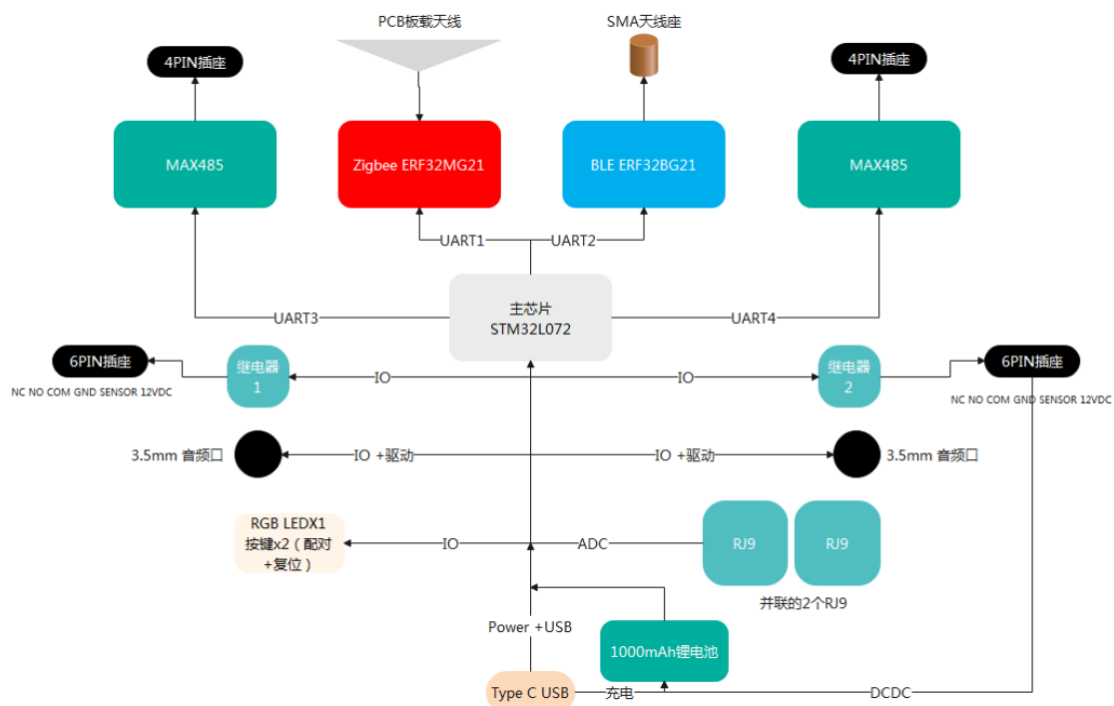 PCB板载天线
SMA天线座
4PIN插座
4PIN插座
MAX485
Zigbee ERF32MG21
BLE ERF32BG21
MAX485
UART1
UART2
主芯片
STM32L072
UART3
UART4
6PIN插座
继电器
1
IO
IO
继电器
2
6PIN插座
NC NO COM GND SENSOR 12VDC
NC NO COM GND SENSOR 12VDC
3.5mm 音频口
IO +驱动
IO +驱动
3.5mm 音频口
RGB LEDX1
按键x2（配对
+复位）
IO
ADC
RJ9
RJ9
并联的2个RJ9
Power +USB
1000mAh锂电池
Type C USB
充电
DCDC